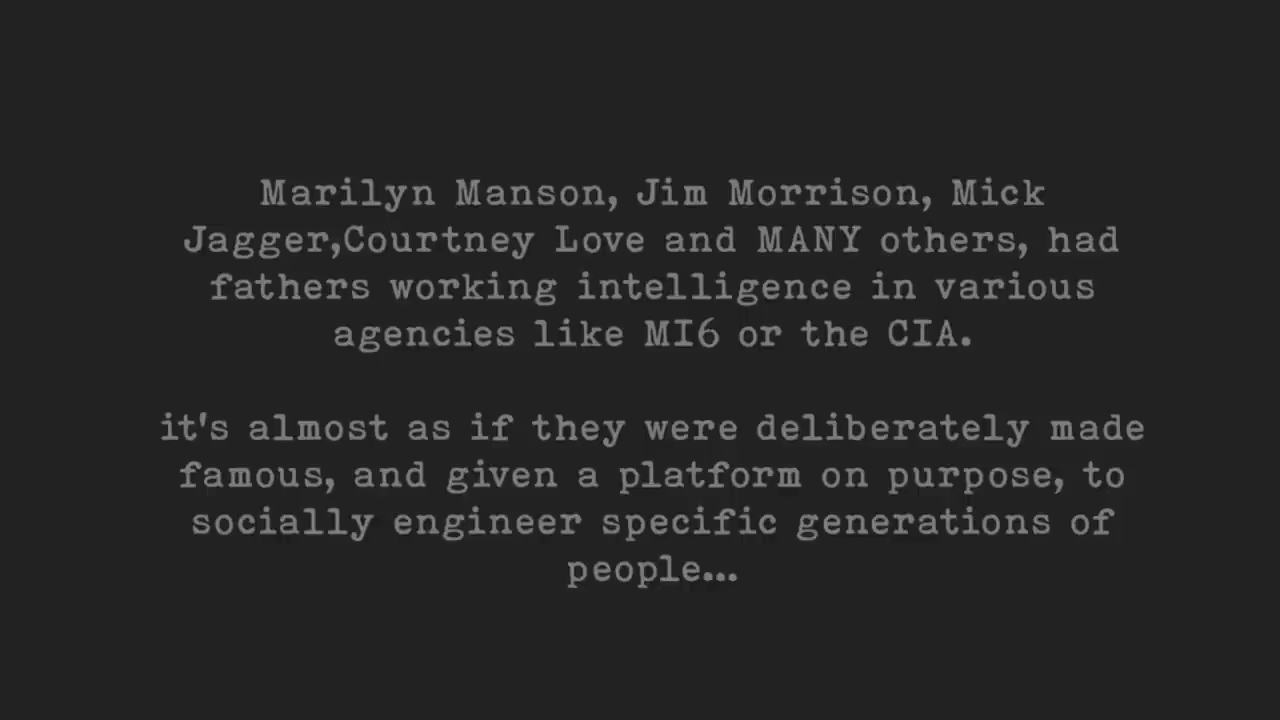 Marilyn Manson, Jim Morrison, Mick
Jagger,Courtney Love and MANY others, had
fathers working intelligence in various
agencies like MI6 or the CIA.
it's almost as if they were deliberately made
famous, and given a platform on purpose, to
socially engineer specific generations of
people...